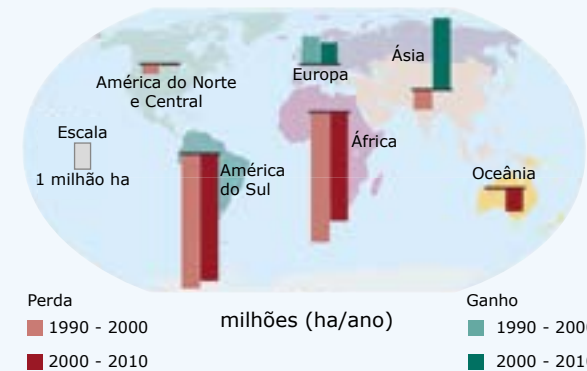 Ásia
Europa
América do Norte
e Central
Escala
1 milhão ha
África
América
do Sul
Oceânia
Perda
1990 - 2000
2000 - 2010
milhões (ha/ano)
Ganho
1990 - 200
2000 - 2010